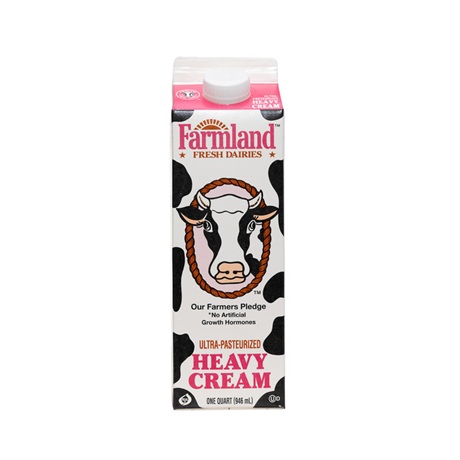 HEAVY
CREAM
Farmland™
FRESH DAIRIES
TM
Our Farmers Pledge
*No Artificial
Growth Hormones
ULTRA-PASTEURIZED
HEAVY
CREAM
ONE QUART (946 mL)
U D